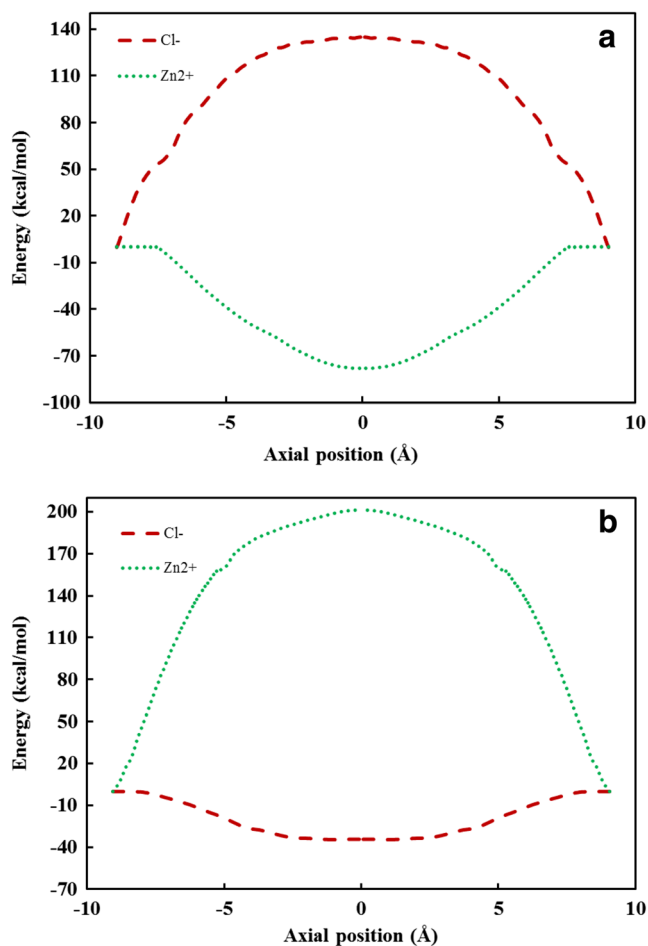 140
110
80
50
20
-10
-40
-70
-100
Energy (kcal/mol)
Cl-
Zn2+
a
-10
-5
0
5
10
Axial position (Å)
200
170
140
110
80
50
20
-10
-40
-70
Energy (kcal/mol)
Cl-
Zn2+
b
-10
-5
0
5
10
Axial position (Å)